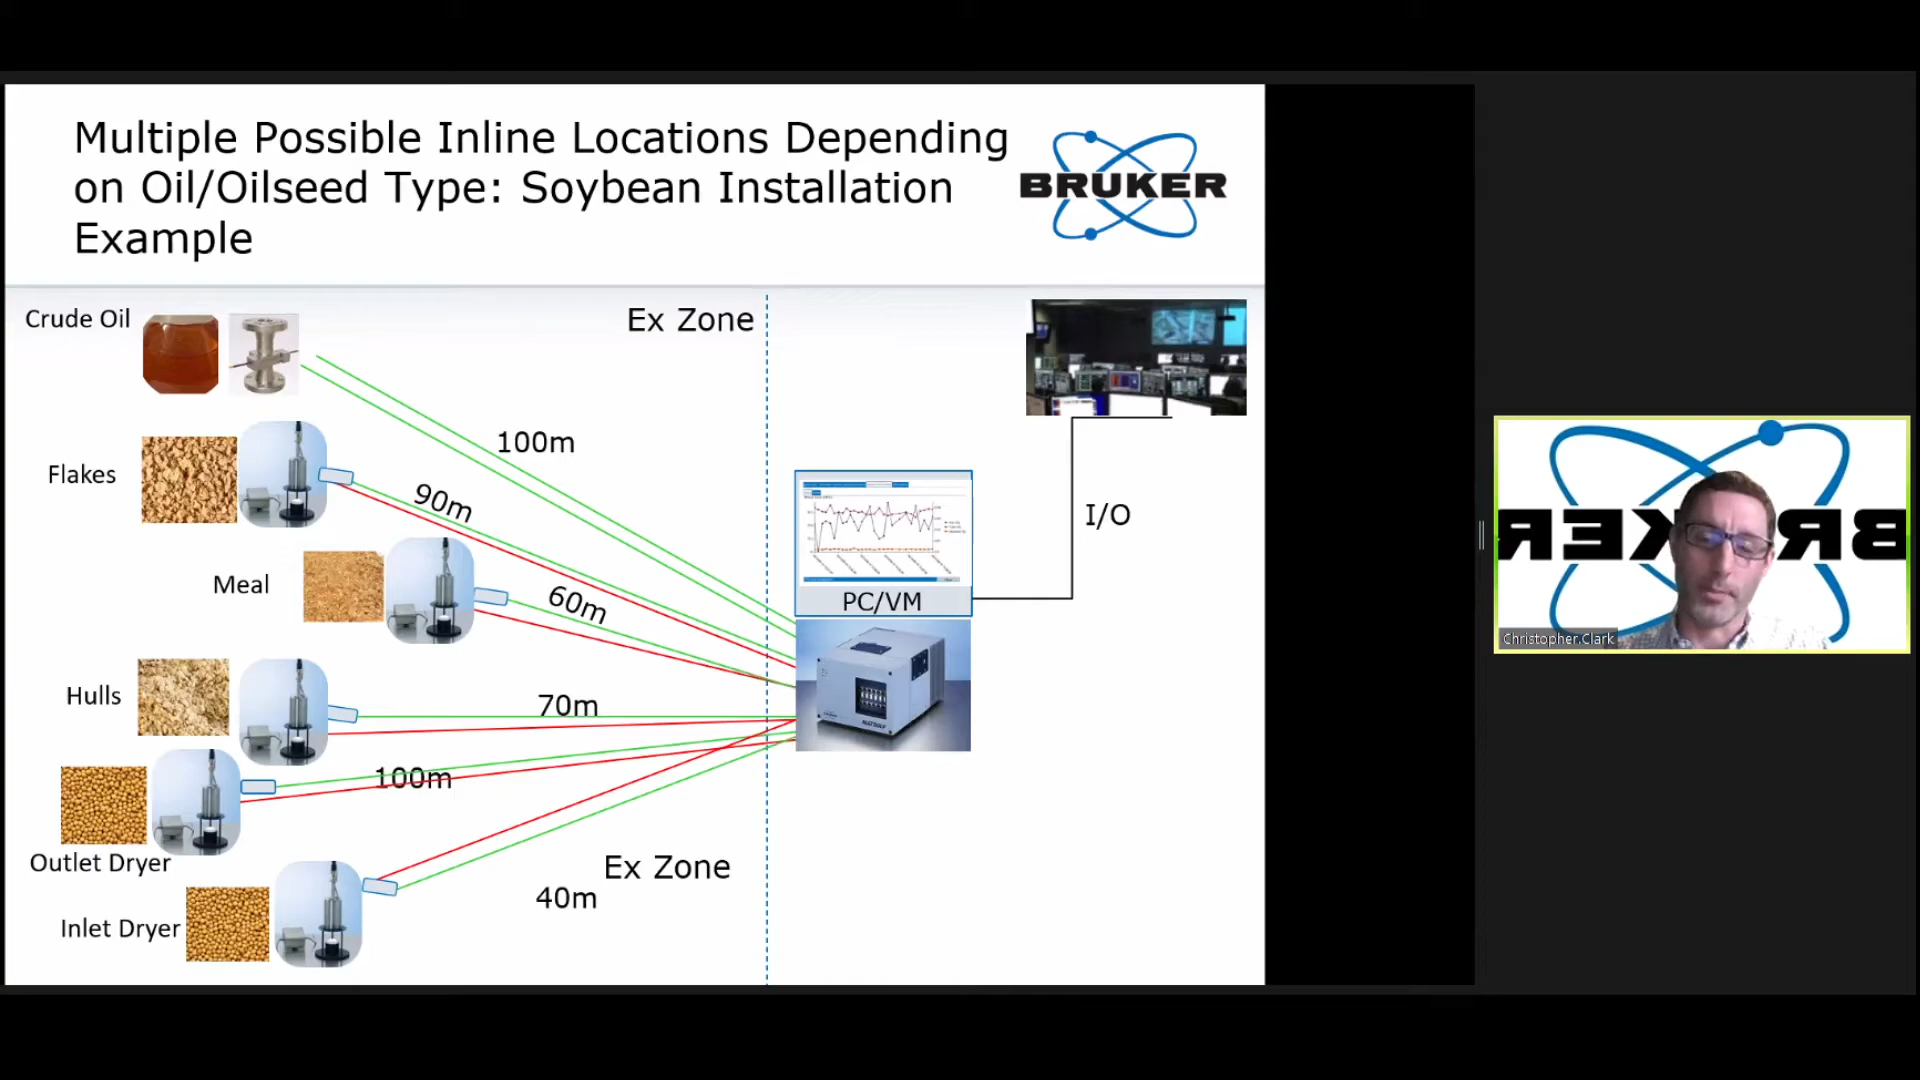 Multiple Possible Inline Locations Depending
on Oil/Oilseed Type: Soybean Installation
Example
BRUKER
Crude Oil
Ex Zone
100m
Flakes
90m
I/O
Meal
60m
PC/VM
Hulls
70m
100m
Outlet Dryer
Ex Zone
40m
Inlet Dryer
BRUKER
Christopher.Clark